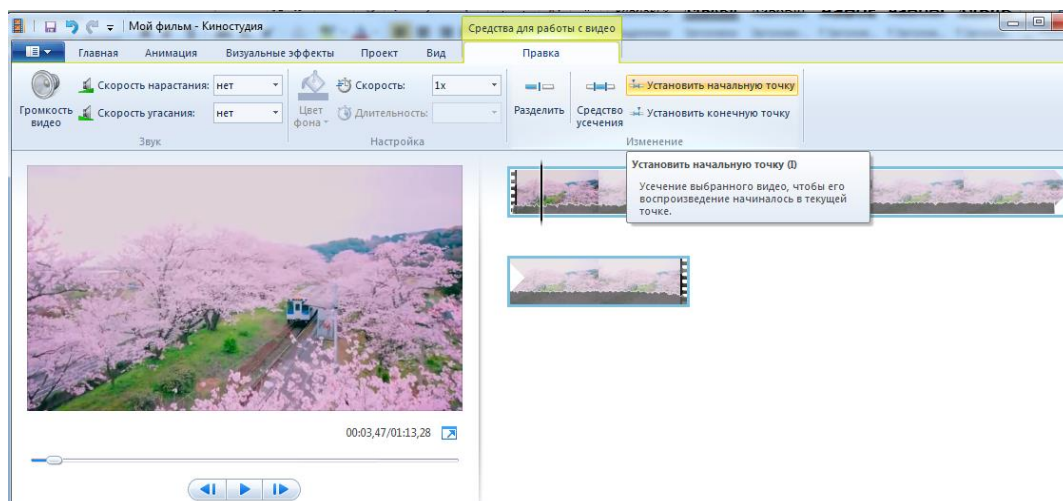 Мой фильм - Киностудия
Средства для работы с видео
Главная Анимация Визуальные эффекты Проект Вид Правка
Громкость видео
Скорость нарастания: нет
Скорость угасания: нет
Звук
Цвет фона
Скорость: 1x
Длительность:
Настройка
Разделить
Средство усечения
Установить начальную точку
Установить конечную точку
Изменение
Установить начальную точку (I)
Усечение выбранного видео, чтобы его
воспроизведение начиналось в текущей
точке.
00:03,47/01:13,28